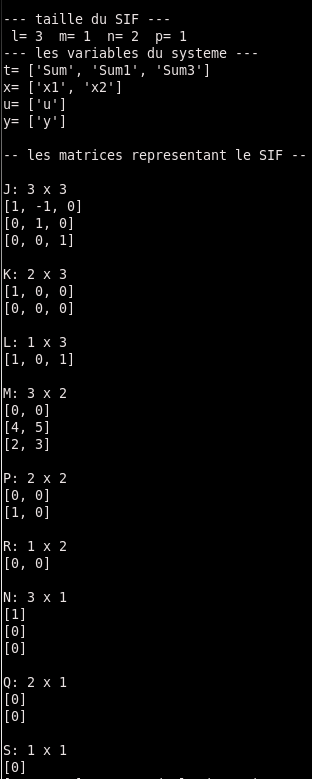 --- taille du SIF ---
l= 3 m= 1 n= 2 p= 1
--- les variables du systeme ---
t= ['Sum', 'Sum1', 'Sum3']
x= ['x1', 'x2']
u= ['u']
y= ['y']
-- les matrices representant le SIF --
J: 3 x 3
[1, -1, 0]
[0, 1, 0]
[0, 0, 1]
K: 2 x 3
[1, 0, 0]
[0, 0, 0]
L: 1 x 3
[1, 0, 1]
M: 3 x 2
[0, 0]
[4, 5]
[2, 3]
P: 2 x 2
[0, 0]
[1, 0]
R: 1 x 2
[0, 0]
N: 3 x 1
[1]
[0]
[0]
Q: 2 x 1
[0]
[0]
S: 1 x 1
[0]